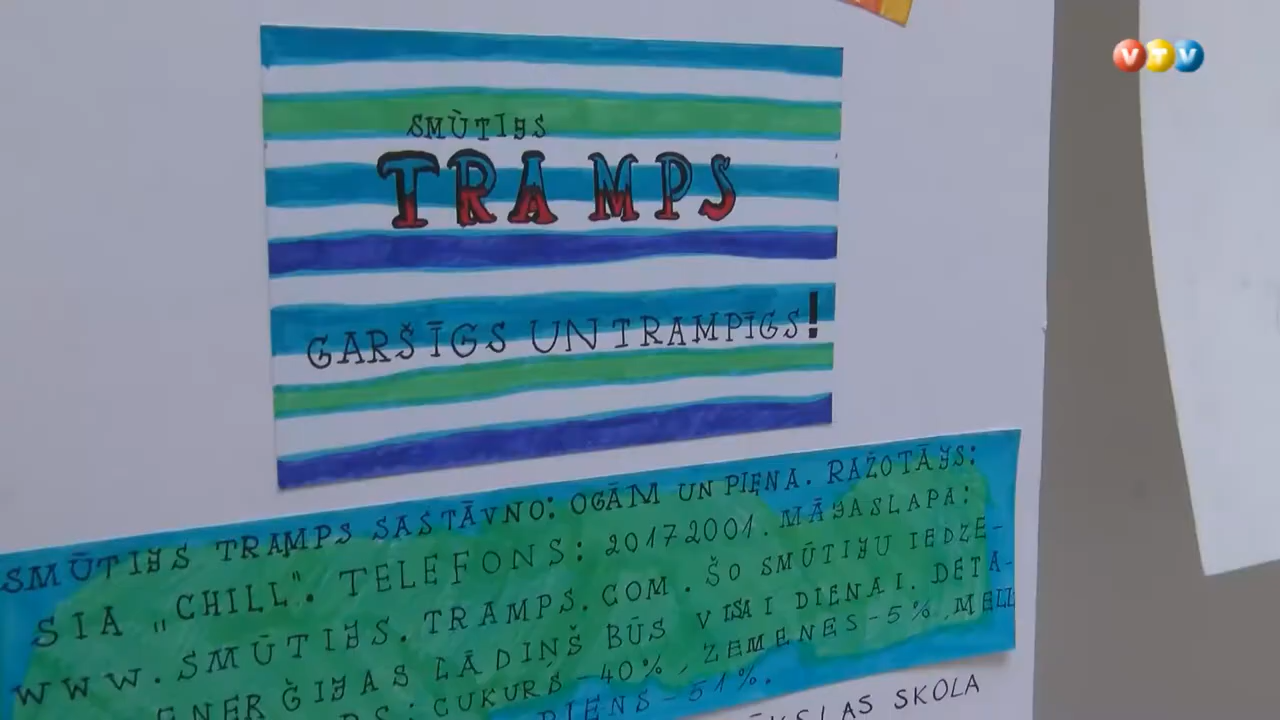 VTV
SMŪTIJS
TRAMPS
GARŠĪGS UN TRAMPĪGS!
SMŪTIJS TRAMPS SASTĀV NO: OGĀM UN PIENA. RAŽOTĀJS:
SIA „CHILL". TELEFONS: 20172001. MĀJASLAPA:
WWW.SMŪTIJS.TRAMPS.COM. ŠO SMŪTIJU IEDZE-
ENERĢIJAS LĀDIŅŠ BŪS VISAI DIENAI. DETA-
CUKURS-40%, ZEMENES-5%, MELL
PIENS-51%.
SKOLA